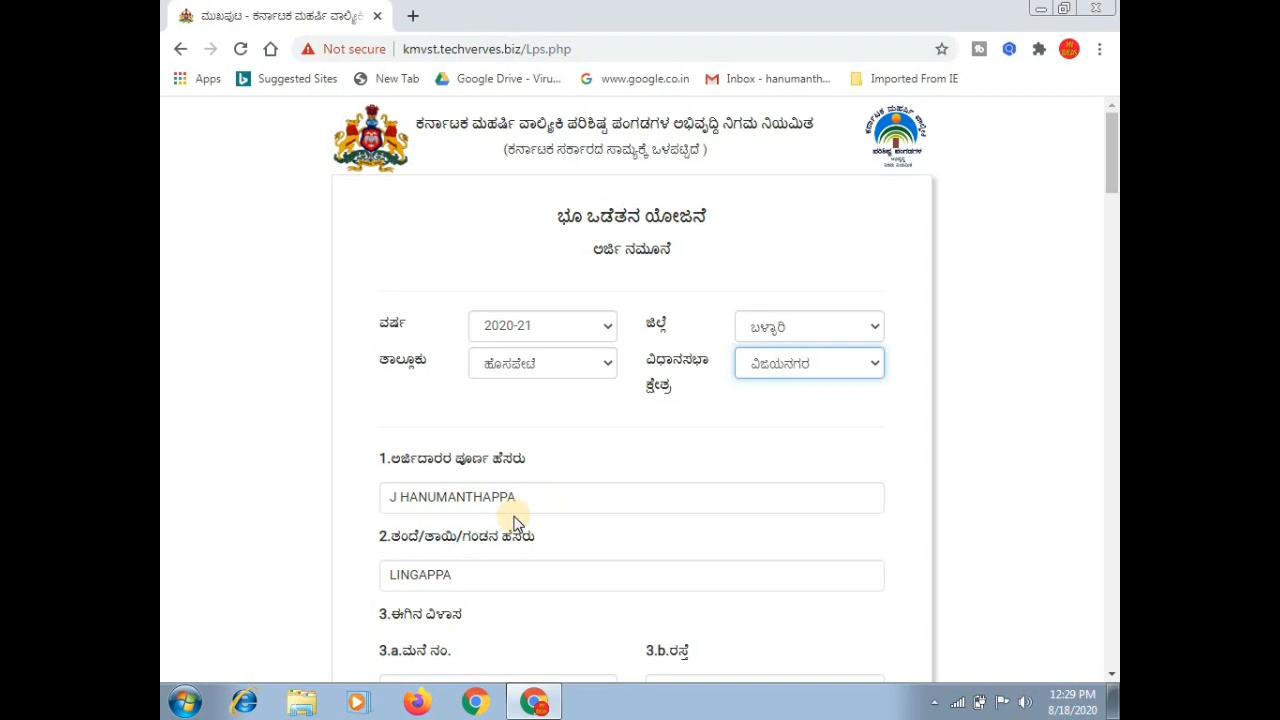 ಮುಖಪುಟ - ಕರ್ನಾಟಕ ಮಹರ್ಷಿ ವಾಲ್ಮೀಕಿ
Not secure kmvst.techverves.biz/Lps.php
Apps Suggested Sites New Tab Google Drive - Viru... www.google.co.in Inbox - hanumanth... Imported From IE
ಕರ್ನಾಟಕ ಮಹರ್ಷಿ ವಾಲ್ಮೀಕಿ ಪರಿಶಿಷ್ಟ ಪಂಗಡಗಳ ಅಭಿವೃದ್ಧಿ ನಿಗಮ ನಿಯಮಿತ
(ಕರ್ನಾಟಕ ಸರ್ಕಾರದ ಸಾಮ್ಯಕ್ಕೆ ಒಳಪಟ್ಟಿದೆ )
ಭೂ ಒಡೆತನ ಯೋಜನೆ
ಅರ್ಜಿ ನಮೂನೆ
ವರ್ಷ 2020-21 ಜಿಲ್ಲೆ ಬಳ್ಳಾರಿ
ತಾಲ್ಲೂಕು ಹೊಸಪೇಟೆ ವಿಧಾನಸಭಾ ವಿಜಯನಗರ
ಕ್ಷೇತ್ರ
1.ಅರ್ಜಿದಾರರ ಪೂರ್ಣ ಹೆಸರು
J HANUMANTHAPPA
2.ತಂದೆ/ತಾಯಿ/ಗಂಡನ ಹೆಸರು
LINGAPPA
3.ಈಗಿನ ವಿಳಾಸ
3.a.ಮನೆ ನಂ. 3.b.ರಸ್ತೆ
12:29 PM
8/18/2020